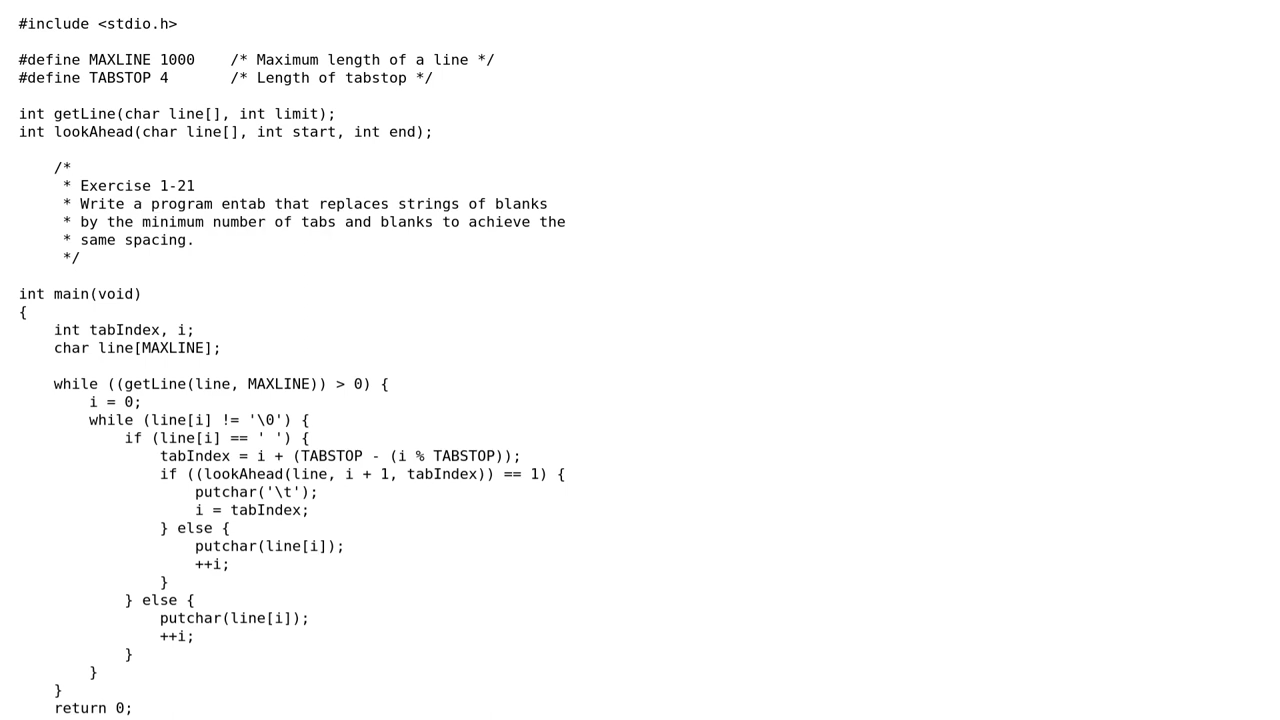 #include <stdio.h>

#define MAXLINE 1000    /* Maximum length of a line */
#define TABSTOP 4       /* Length of tabstop */

int getLine(char line[], int limit);
int lookAhead(char line[], int start, int end);

    /*
     * Exercise 1-21
     * Write a program entab that replaces strings of blanks
     * by the minimum number of tabs and blanks to achieve the
     * same spacing.
     */

int main(void)
{
    int tabIndex, i;
    char line[MAXLINE];

    while ((getLine(line, MAXLINE)) > 0) {
        i = 0;
        while (line[i] != '\0') {
            if (line[i] == ' ') {
                tabIndex = i + (TABSTOP - (i % TABSTOP));
                if ((lookAhead(line, i + 1, tabIndex)) == 1) {
                    putchar('\t');
                    i = tabIndex;
                } else {
                    putchar(line[i]);
                    ++i;
                }
            } else {
                putchar(line[i]);
                ++i;
            }
        }
    }
    return 0;